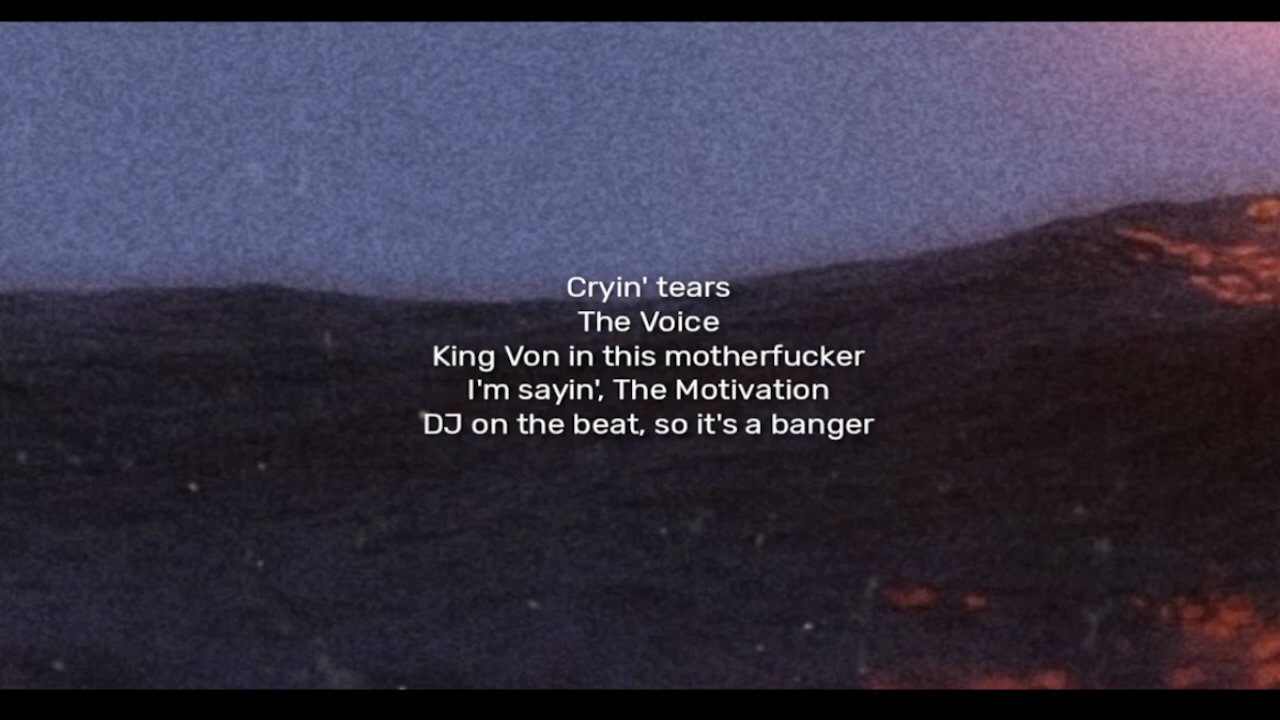 Cryin' tears
The Voice
King Von in this motherfucker
I'm sayin', The Motivation
DJ on the beat, so it's a banger